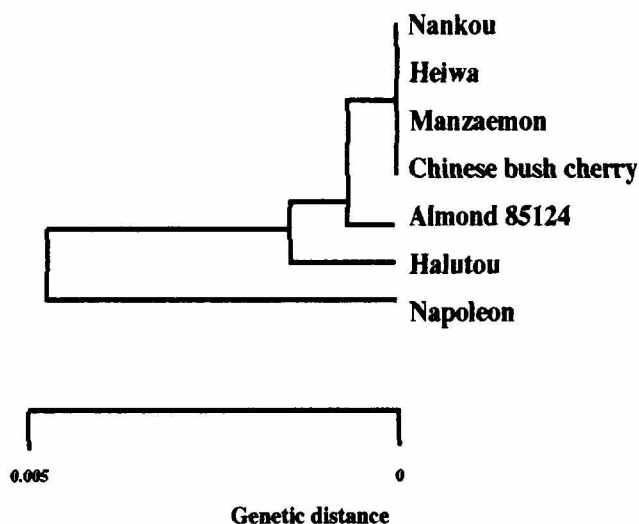 Nankou
Heiwa
Manzaemon
Chinese bush cherry
Almond 85124
Halutou
Napoleon
0.005 0
Genetic distance